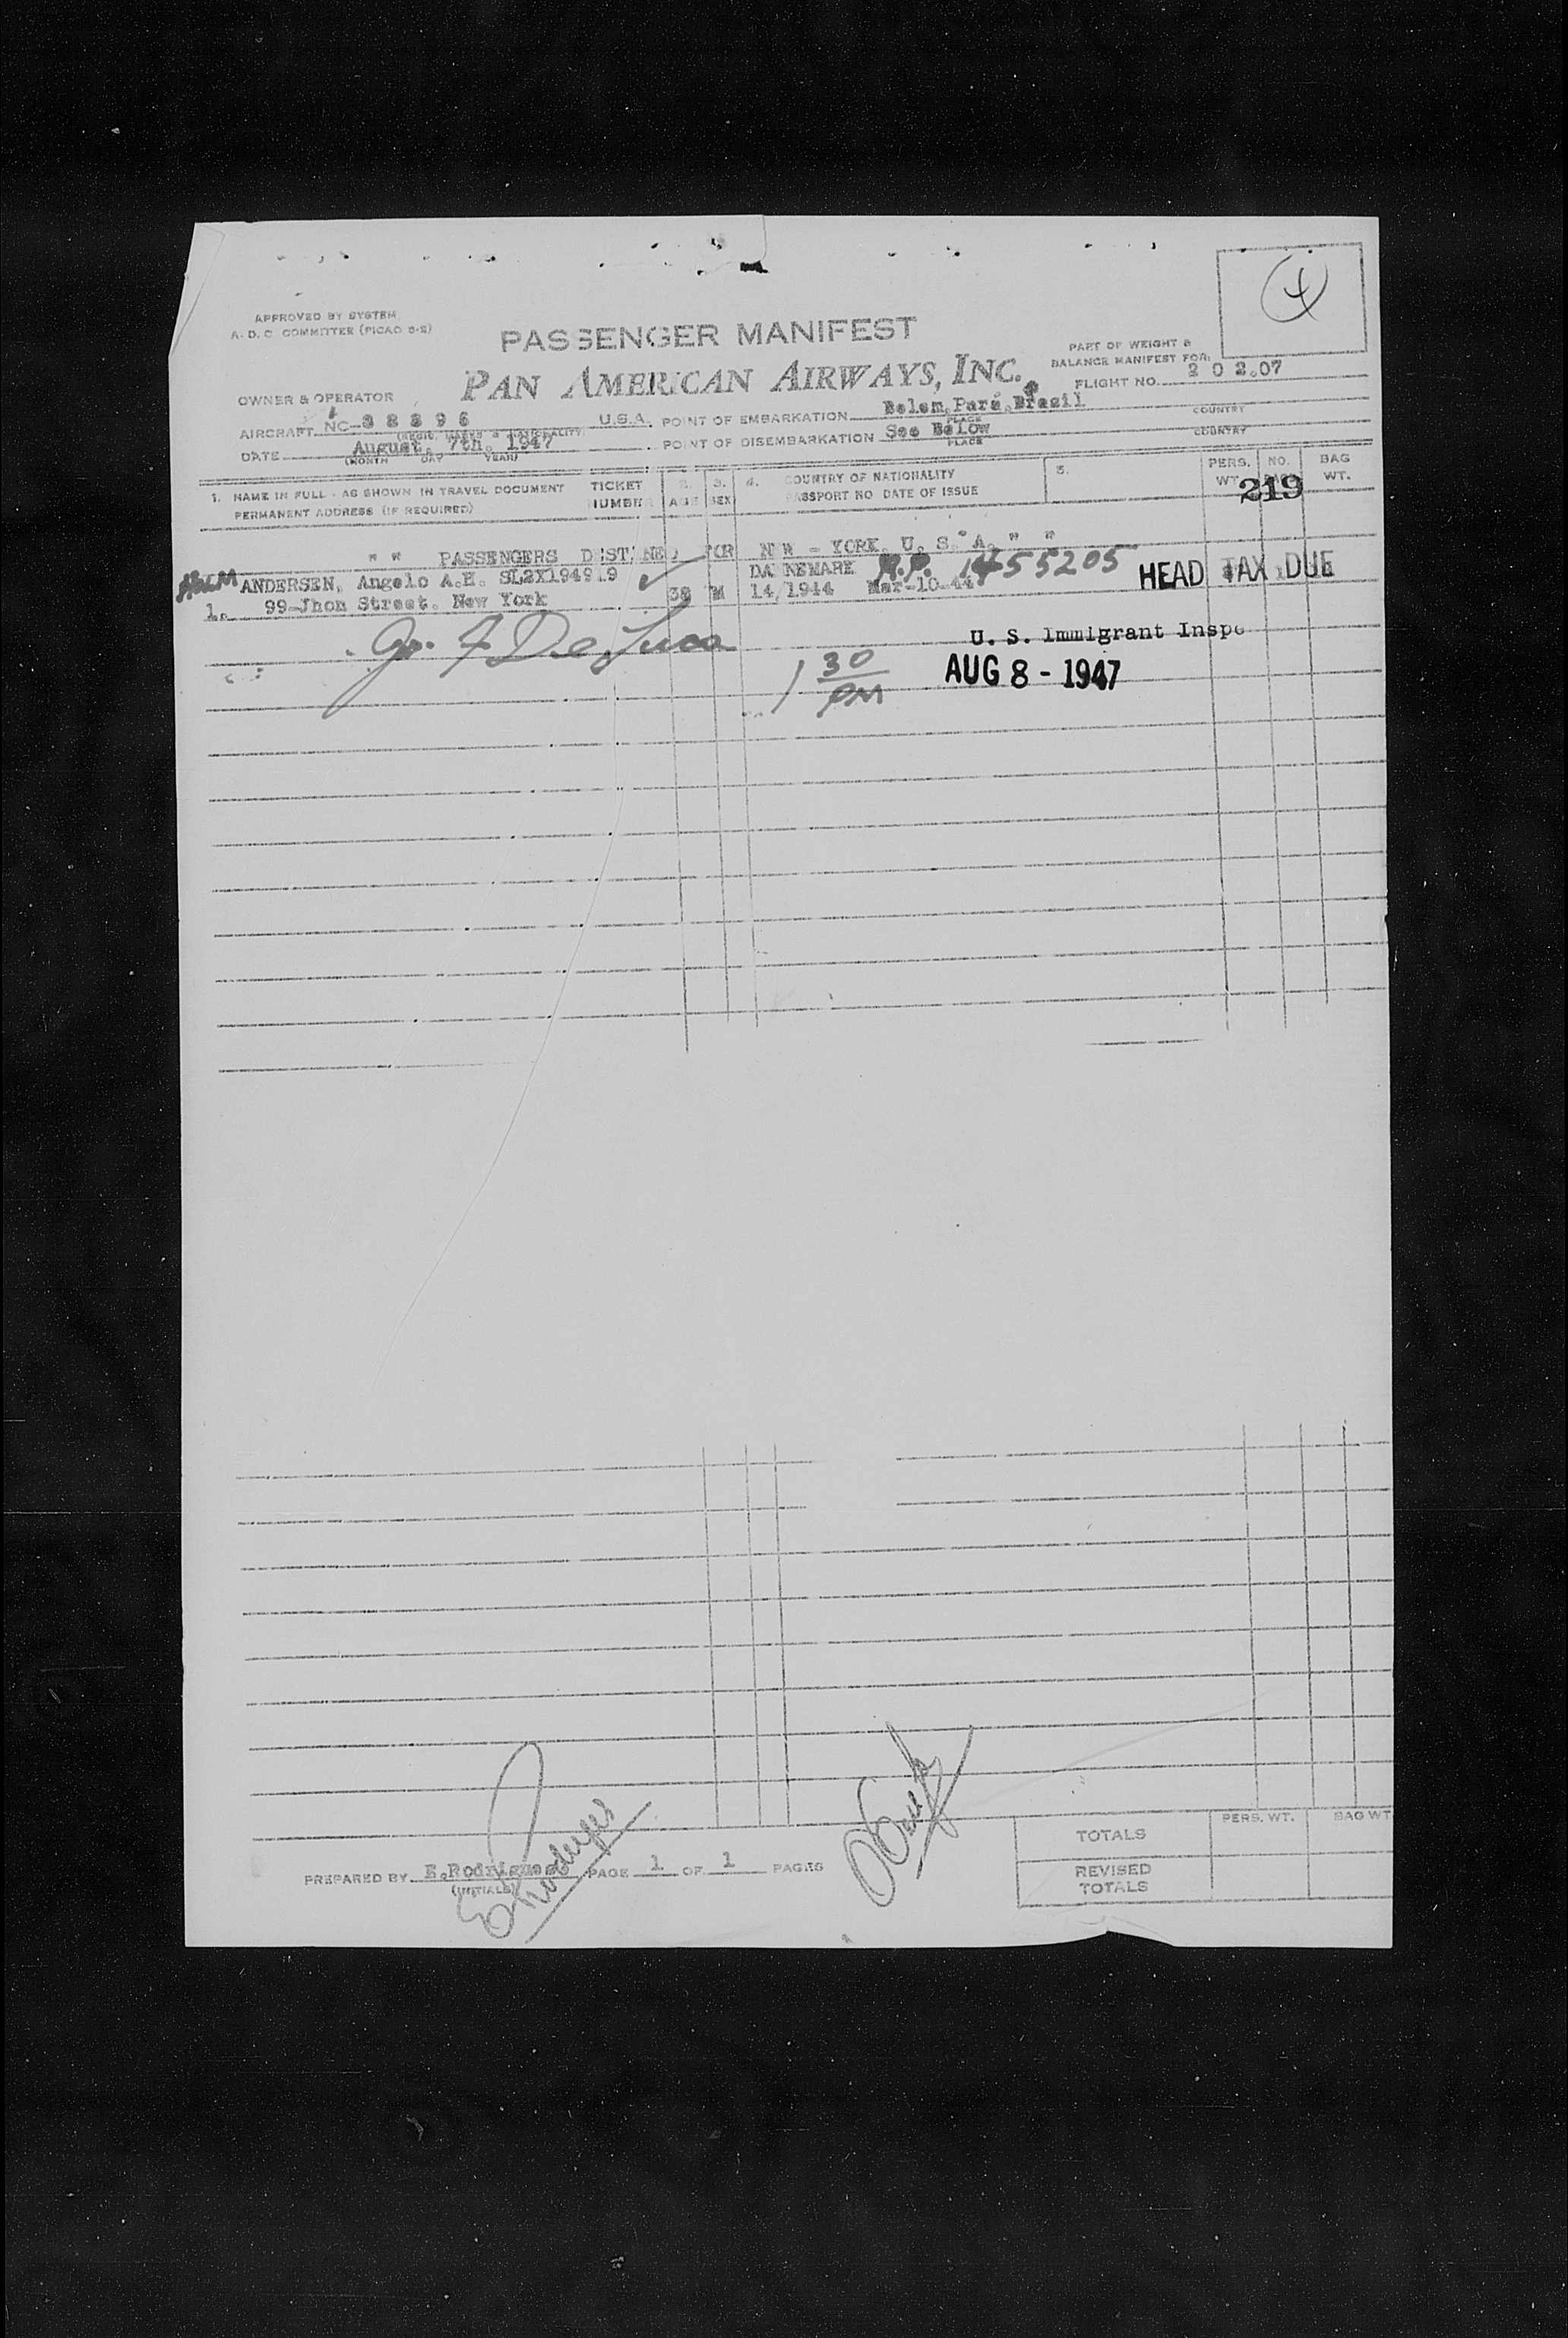 4
APPROVED BY SYSTEM
A. D. C. COMMITTEE (PICAO 8-2)
PASSENGER MANIFEST
PART OF WEIGHT &
BALANCE MANIFEST FOR:
PAN AMERICAN AIRWAYS, INC.
FLIGHT NO. 2 0 2.07
OWNER & OPERATOR
AIRCRAFT NC-88896 U.S.A. POINT OF EMBARKATION Belem, Pará, Brazil
PLACE COUNTRY
DATE August, 7th. 1947 POINT OF DISEMBARKATION See Below
(MONTH DAY YEAR) PLACE COUNTRY
1. NAME IN FULL - AS SHOWN IN TRAVEL DOCUMENT TICKET 2. 3. 4. COUNTRY OF NATIONALITY 5. PERS. NO. BAG
PERMANENT ADDRESS (IF REQUIRED) NUMBER AGE SEX PASSPORT NO DATE OF ISSUE WT. WT.
219
" " PASSENGERS DESTINED FOR NEW - YORK. U. S. A. " "
ANDERSEN, Angelo A.H. DANNEMARK 1455205 HEAD TAX DUE
1. 99-Jhon Street. New York 38 M 14/1944 Mar-10-44
U. S. Immigrant Inspe
1 30 PM
AUG 8 - 1947
TOTALS PERS. WT. BAG WT
PREPARED BY E.Rodrigues PAGE 1 OF 1 PAGES
(INITIALS)
REVISED
TOTALS